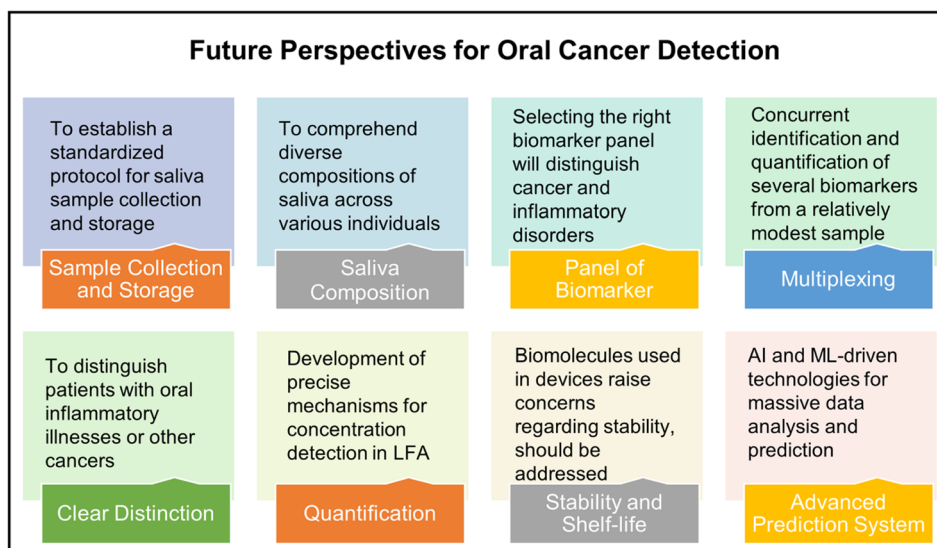 Future Perspectives for Oral Cancer Detection
To establish a
standardized
protocol for saliva
sample collection
and storage
Sample Collection
and Storage
To comprehend
diverse
compositions of
saliva across
various individuals
Saliva
Composition
Selecting the right
biomarker panel
will distinguish
cancer and
inflammatory
disorders
Panel of
Biomarker
Concurrent
identification and
quantification of
several biomarkers
from a relatively
modest sample
Multiplexing
To distinguish
patients with oral
inflammatory
illnesses or other
cancers
Clear Distinction
Development of
precise
mechanisms for
concentration
detection in LFA
Quantification
Biomolecules used
in devices raise
concerns
regarding stability,
should be
addressed
Stability and
Shelf-life
AI and ML-driven
technologies for
massive data
analysis and
prediction
Advanced
Prediction System